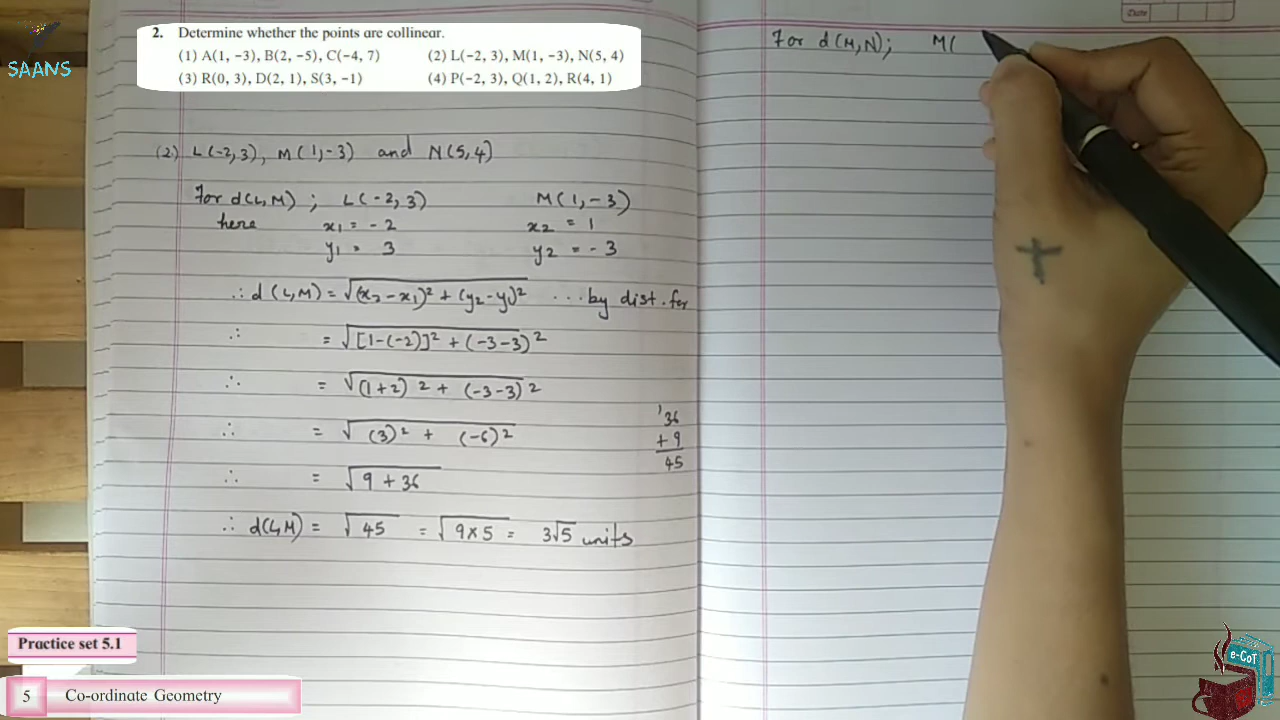 SAANS
2. Determine whether the points are collinear.
(1) A(1, −3), B(2, −5), C(−4, 7) (2) L(−2, 3), M(1, −3), N(5, 4)
(3) R(0, 3), D(2, 1), S(3, −1) (4) P(−2, 3), Q(1, 2), R(4, 1)
(2) L(-2,3), M(1,-3) and N(5,4)
For d(L,M) ; L(-2,3) M(1,-3)
here x₁ = -2 x₂ = 1
y₁ = 3 y₂ = -3
∴ d(L,M) = √(x₂-x₁)² + (y₂-y₁)² ...by dist. for
∴ = √[1-(-2)]² + (-3-3)²
∴ = √(1+2)² + (-3-3)²
∴ = √(3)² + (-6)²
∴ = √9 + 36
∴ d(L,M) = √45 = √9×5 = 3√5 units
1
36
+ 9
45
Date
For d(M,N); M(
Practice set 5.1
5 Co-ordinate Geometry
e-CoT